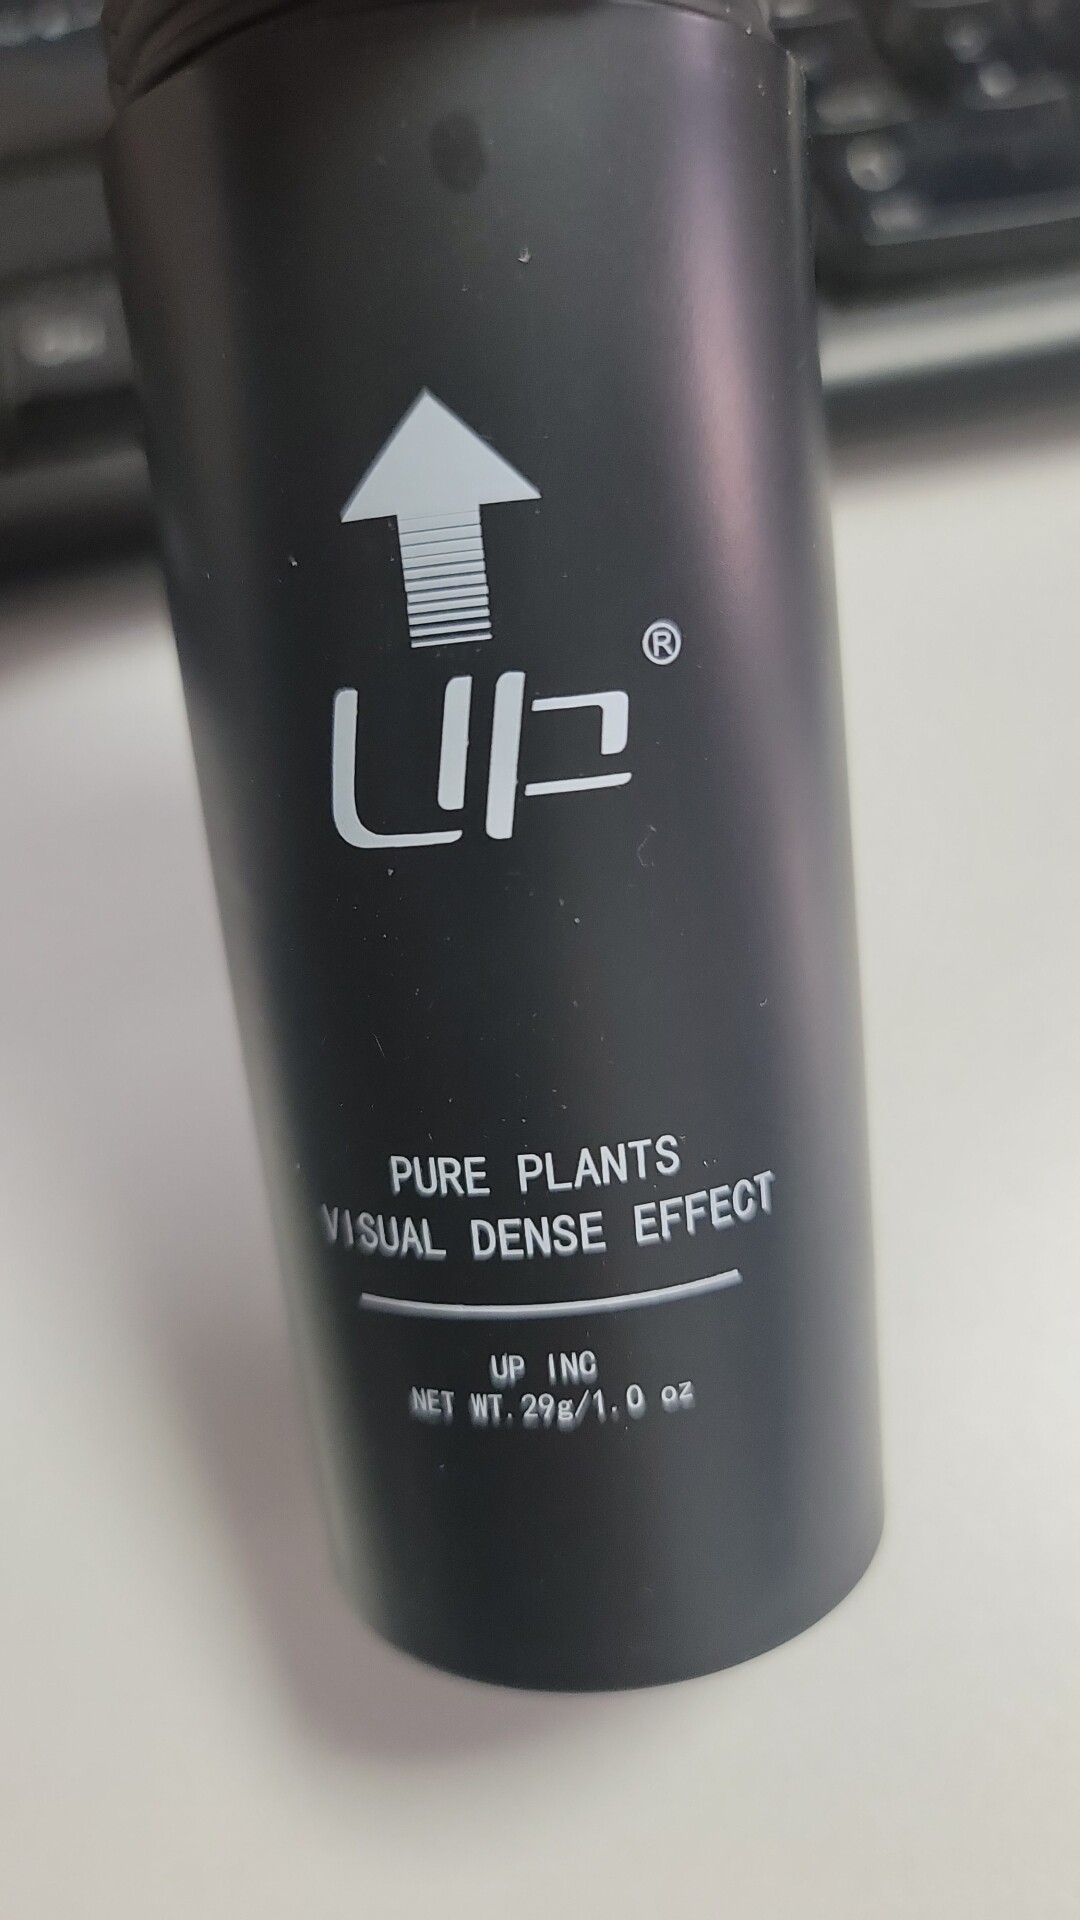 UP®
PURE PLANTS
VISUAL DENSE EFFECT
UP INC
NET WT.29g/1.0 oz